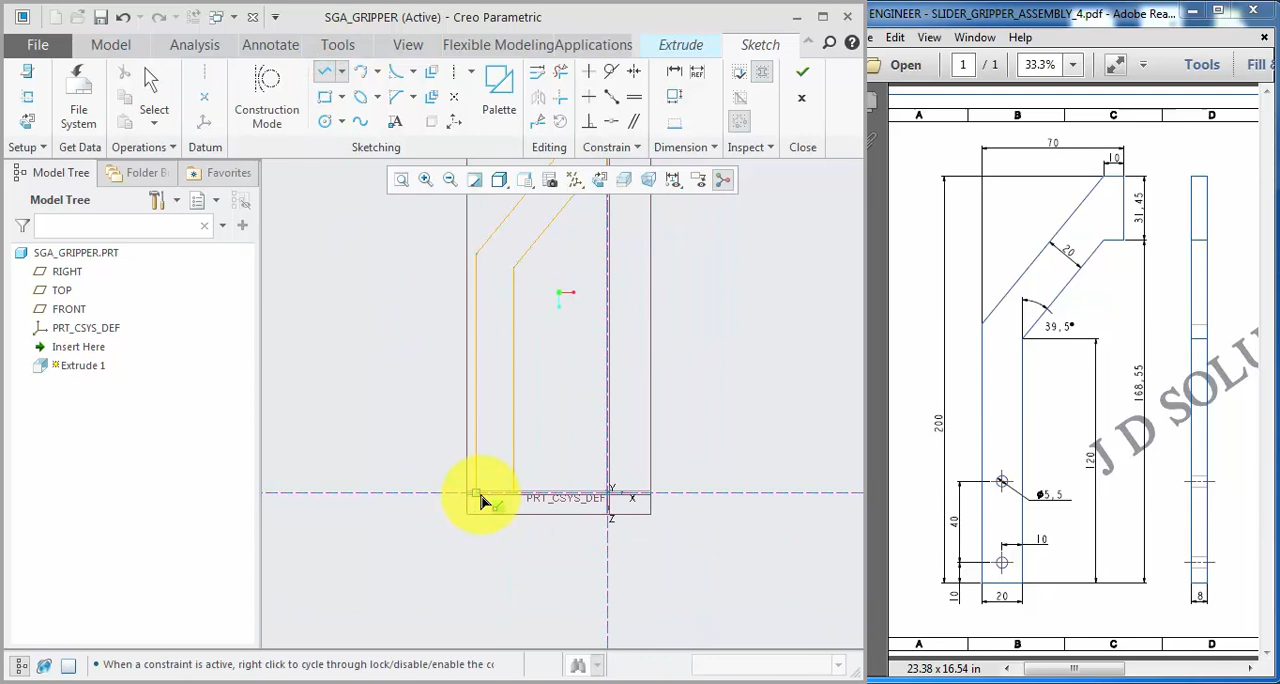 SGA_GRIPPER (Active) - Creo Parametric
File Model Analysis Annotate Tools View Flexible Modeling Applications Extrude Sketch
File System
Select
Construction Mode
Palette
Setup Get Data Operations Datum Sketching Editing Constrain Dimension Inspect Close
Model Tree Folder B Favorites
Model Tree
SGA_GRIPPER.PRT
RIGHT
TOP
FRONT
PRT_CSYS_DEF
Insert Here
Extrude 1
Y
PRT_CSYS_DEF X
Z
• When a constraint is active, right click to cycle through lock/disable/enable the cc
ENGINEER - SLIDER_GRIPPER_ASSEMBLY_4.pdf - Adobe Rea...
Edit View Window Help
Open 1 / 1 33.3% Tools Fill &
A B C D
70
10
31,45
20
39,5°
200
168,55
120
Ø5,5
40
10
10
20
8
J D SOLU
A B C D
23.38 x 16.54 in